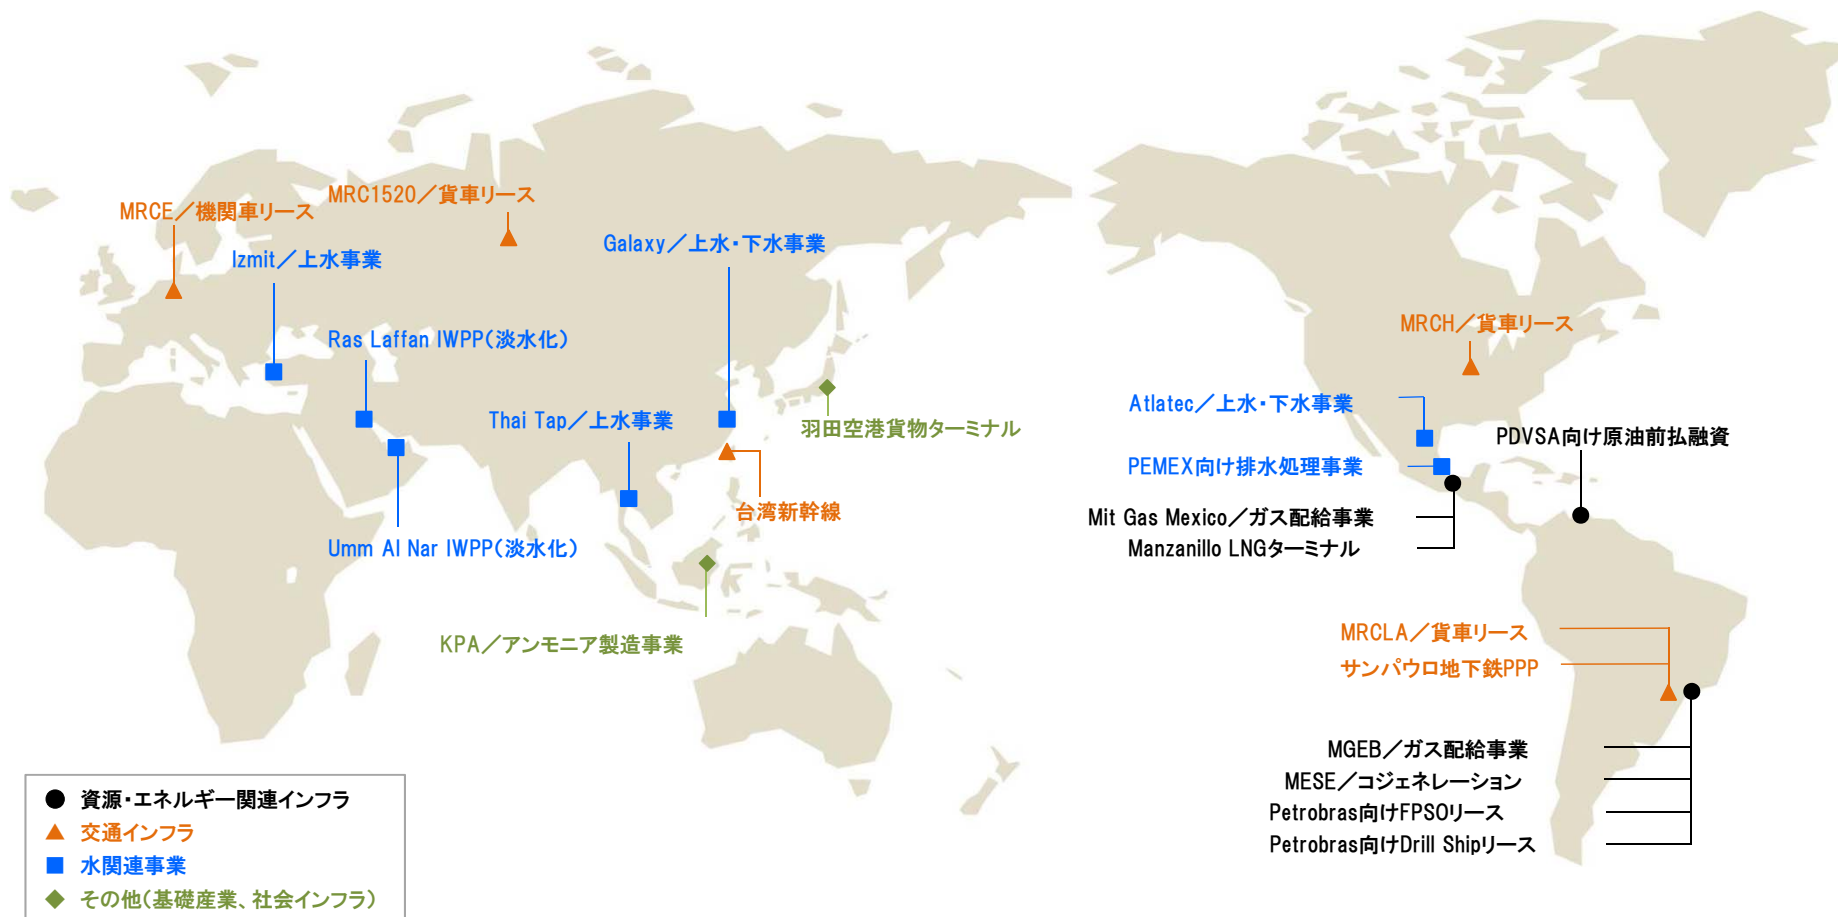 MRCE／機関車リース
MRC1520／貨車リース
Izmit／上水事業
Galaxy／上水・下水事業
Ras Laffan IWPP（淡水化）
Thai Tap／上水事業
羽田空港貨物ターミナル
台湾新幹線
Umm Al Nar IWPP（淡水化）
KPA／アンモニア製造事業
MRCH／貨車リース
Atlatec／上水・下水事業
PDVSA向け原油前払融資
PEMEX向け排水処理事業
Mit Gas Mexico／ガス配給事業
Manzanillo LNGターミナル
MRCLA／貨車リース
サンパウロ地下鉄PPP
MGEB／ガス配給事業
MESE／コジェネレーション
Petrobras向けFPSOリース
Petrobras向けDrill Shipリース
資源・エネルギー関連インフラ
交通インフラ
水関連事業
その他（基礎産業、社会インフラ）